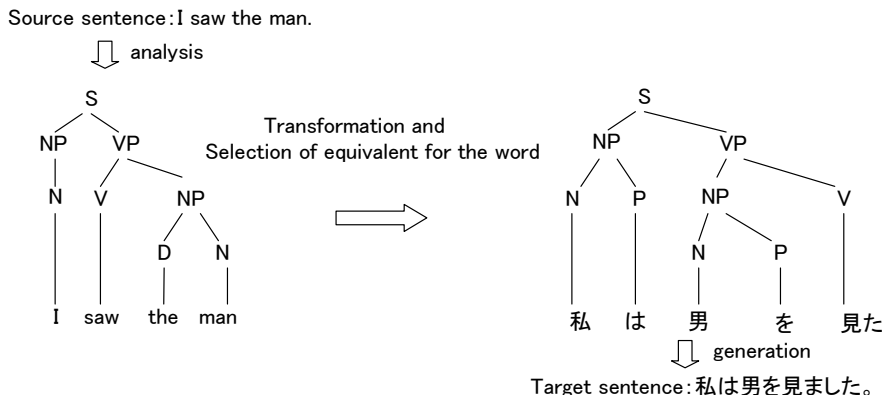 Source sentence:I saw the man.
analysis
S
NP VP
N V NP
D N
I saw the man
Transformation and
Selection of equivalent for the word
S
NP VP
N P NP V
N P
私 は 男 を 見た
generation
Target sentence:私は男を見ました。